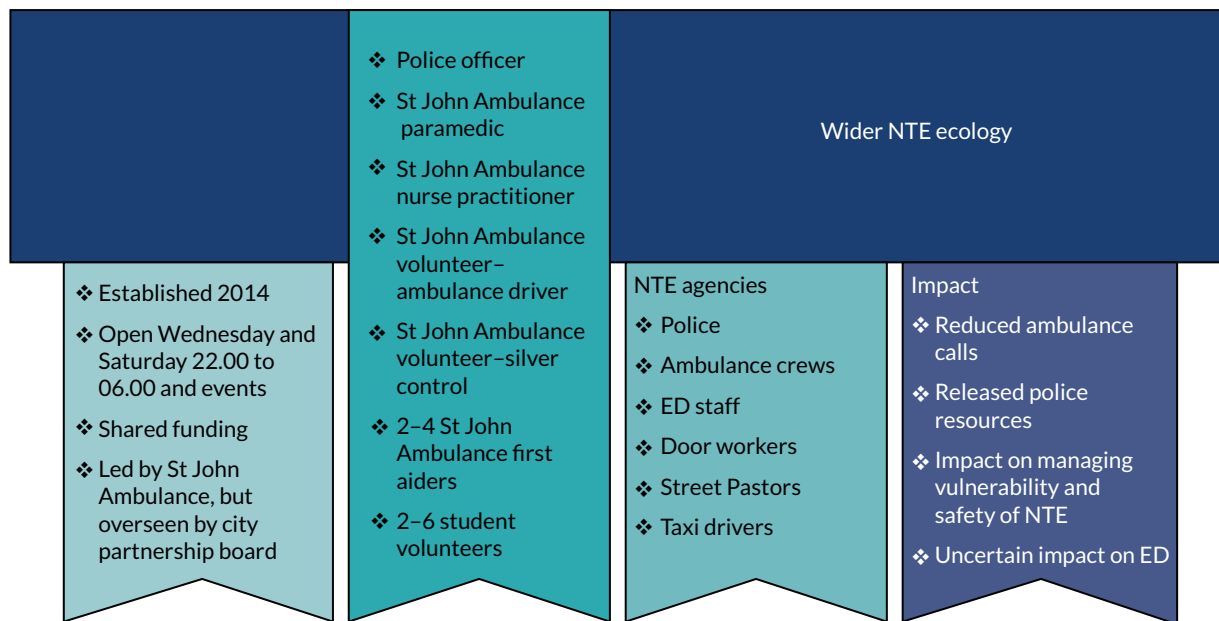 ❖ Established 2014
❖ Open Wednesday and
Saturday 22.00 to
06.00 and events
❖ Shared funding
❖ Led by St John
Ambulance, but
overseen by city
partnership board
❖ Police officer
❖ St John Ambulance
paramedic
❖ St John Ambulance
nurse practitioner
❖ St John Ambulance
volunteer–
ambulance driver
❖ St John Ambulance
volunteer–silver
control
❖ 2–4 St John
Ambulance first
aiders
❖ 2–6 student
volunteers
Wider NTE ecology
NTE agencies
❖ Police
❖ Ambulance crews
❖ ED staff
❖ Door workers
❖ Street Pastors
❖ Taxi drivers
Impact
❖ Reduced ambulance
calls
❖ Released police
resources
❖ Impact on managing
vulnerability and
safety of NTE
❖ Uncertain impact on ED